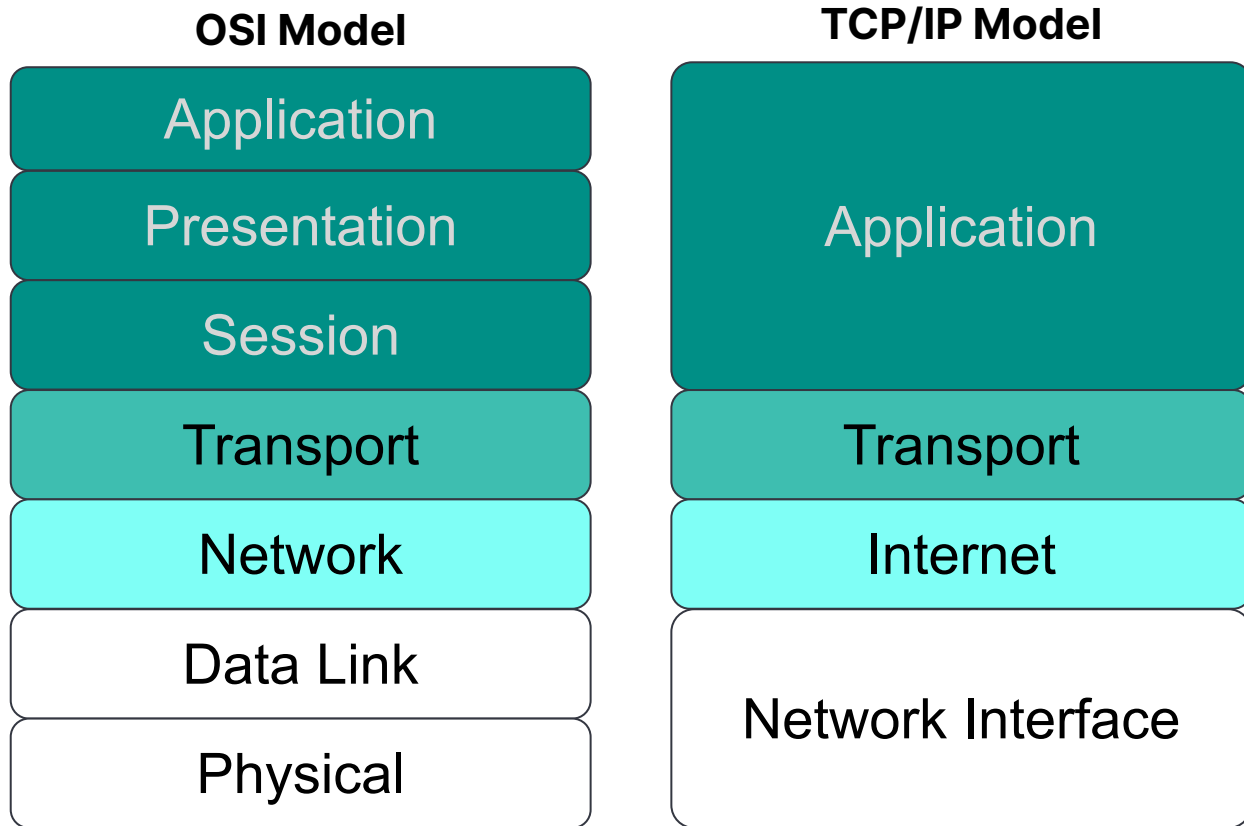 OSI Model
Application
Presentation
Session
Transport
Network
Data Link
Physical
TCP/IP Model
Application
Transport
Internet
Network Interface